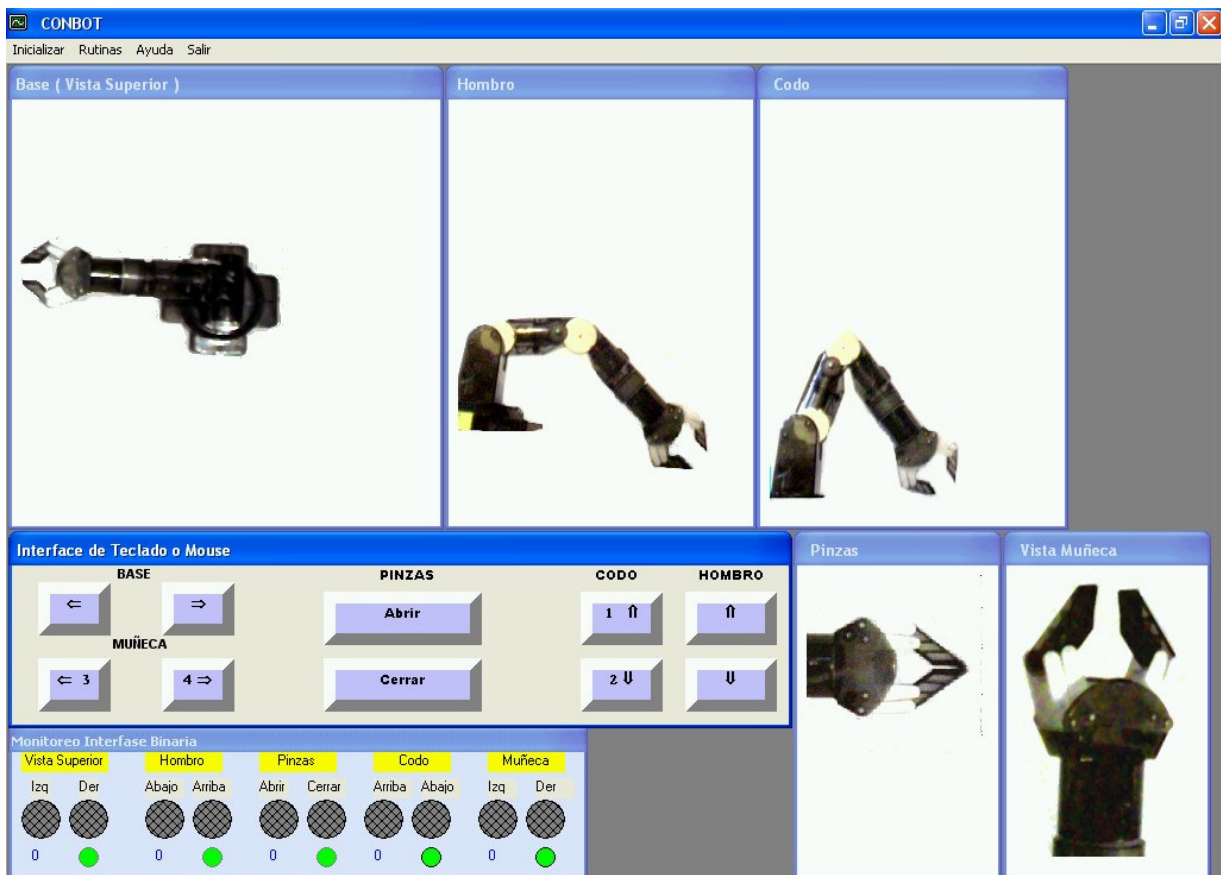 CONBOT
Inicializar Rutinas Ayuda Salir
Base ( Vista Superior )
Hombro
Codo
Interface de Teclado o Mouse
BASE
⇐ ⇒
MUÑECA
⇐ 3 4 ⇒
PINZAS
Abrir
Cerrar
CODO HOMBRO
1 ⇑ ⇑
2 ⇓ ⇓
Pinzas
Vista Muñeca
Monitoreo Interfase Binaria
Vista Superior Hombro Pinzas Codo Muñeca
Izq Der Abajo Arriba Abrir Cerrar Arriba Abajo Izq Der
0 0 0 0 0